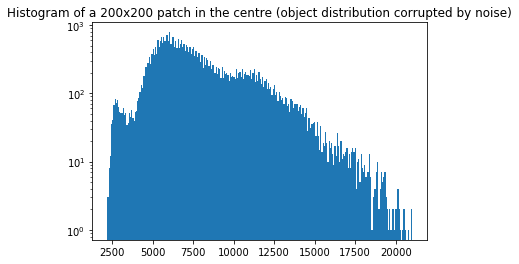 Histogram of a 200x200 patch in the centre (object distribution corrupted by noise)
10³
10²
10¹
10⁰
2500 5000 7500 10000 12500 15000 17500 20000